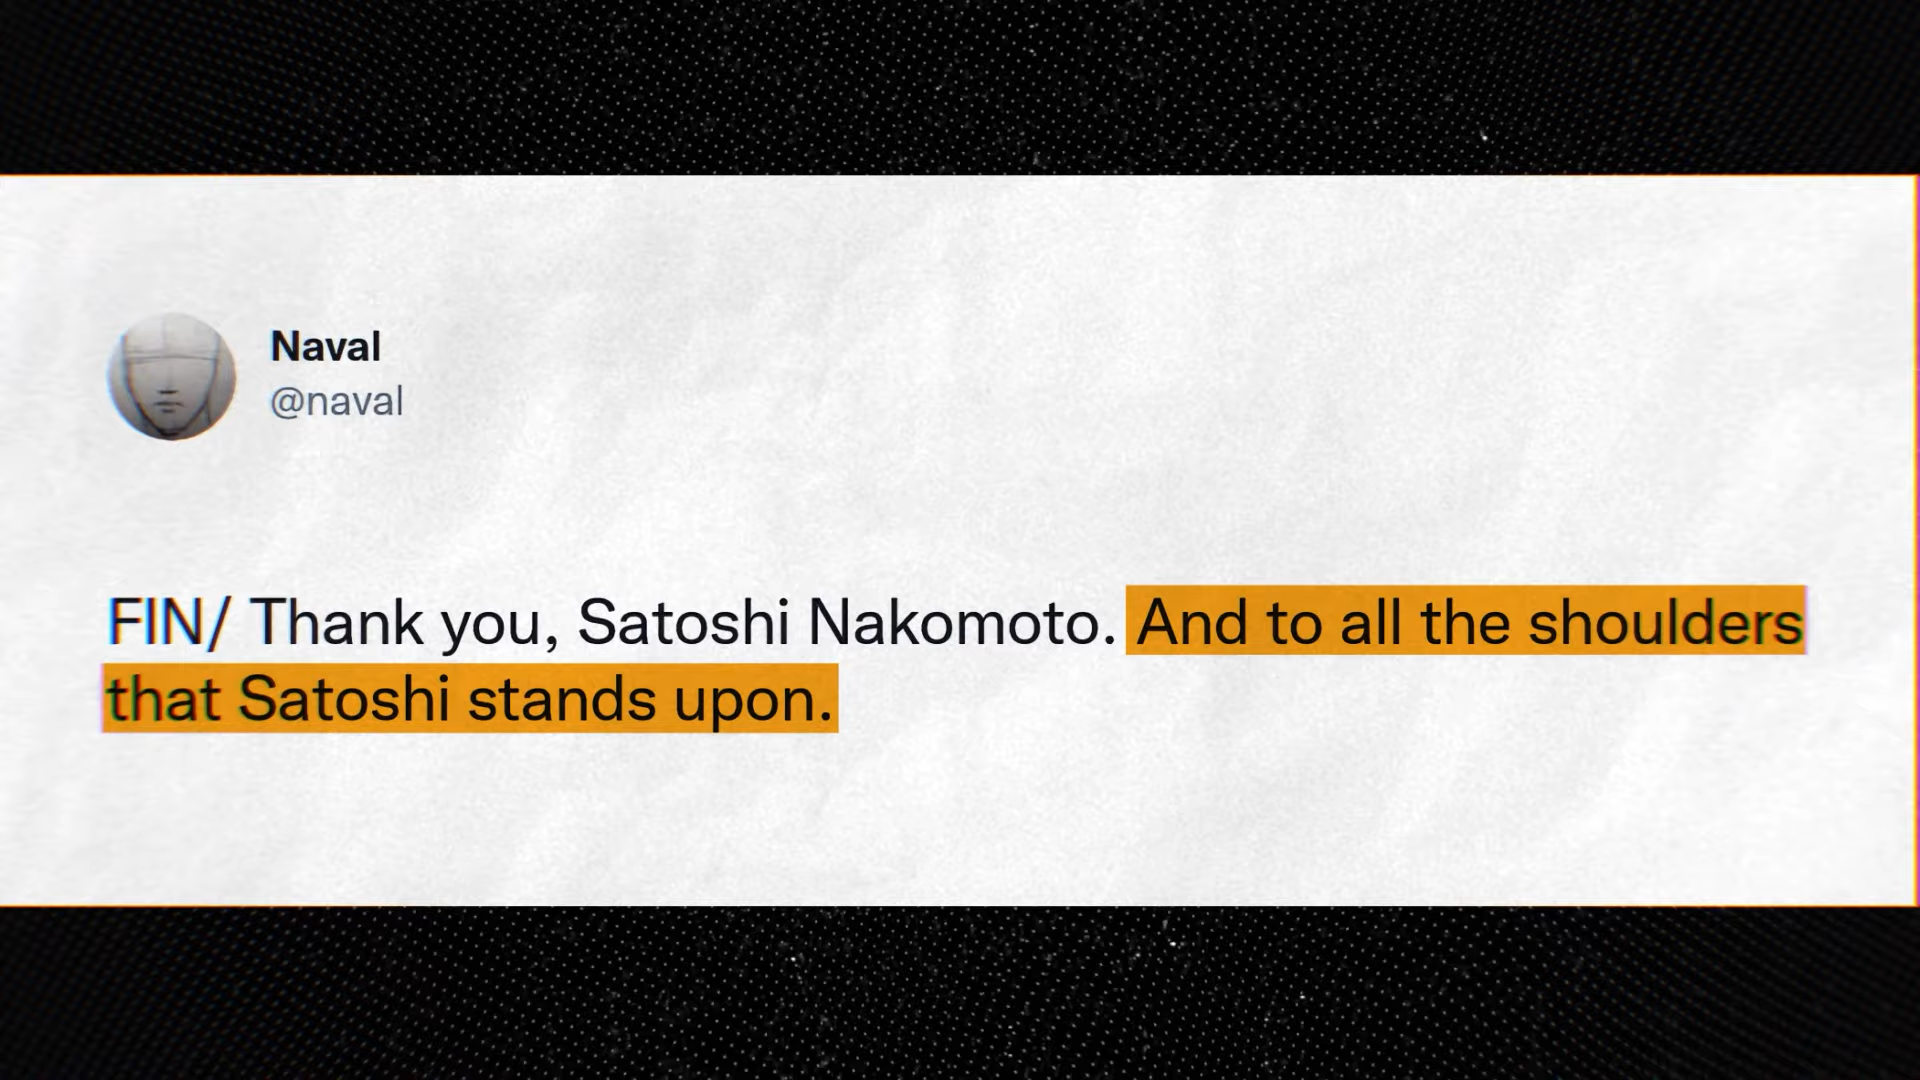 Naval
@naval
FIN/ Thank you, Satoshi Nakomoto. And to all the shoulders
that Satoshi stands upon.